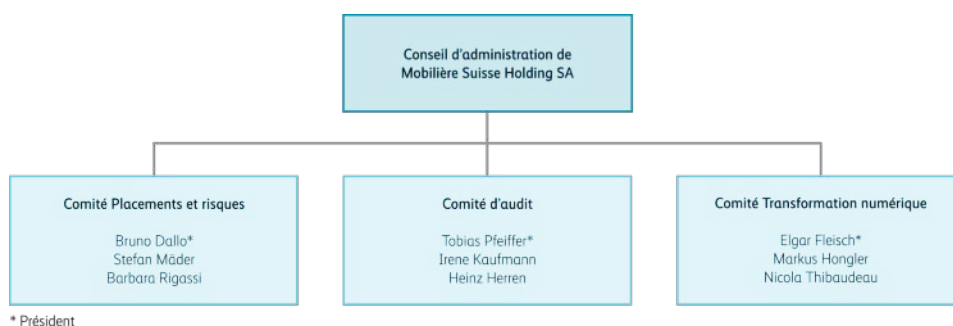 Conseil d'administration de
Mobilière Suisse Holding SA
Comité Placements et risques
Bruno Dallo*
Stefan Mäder
Barbara Rigassi
Comité d'audit
Tobias Pfeiffer*
Irene Kaufmann
Heinz Herren
Comité Transformation numérique
Elgar Fleisch*
Markus Hongler
Nicola Thibaudeau
* Président